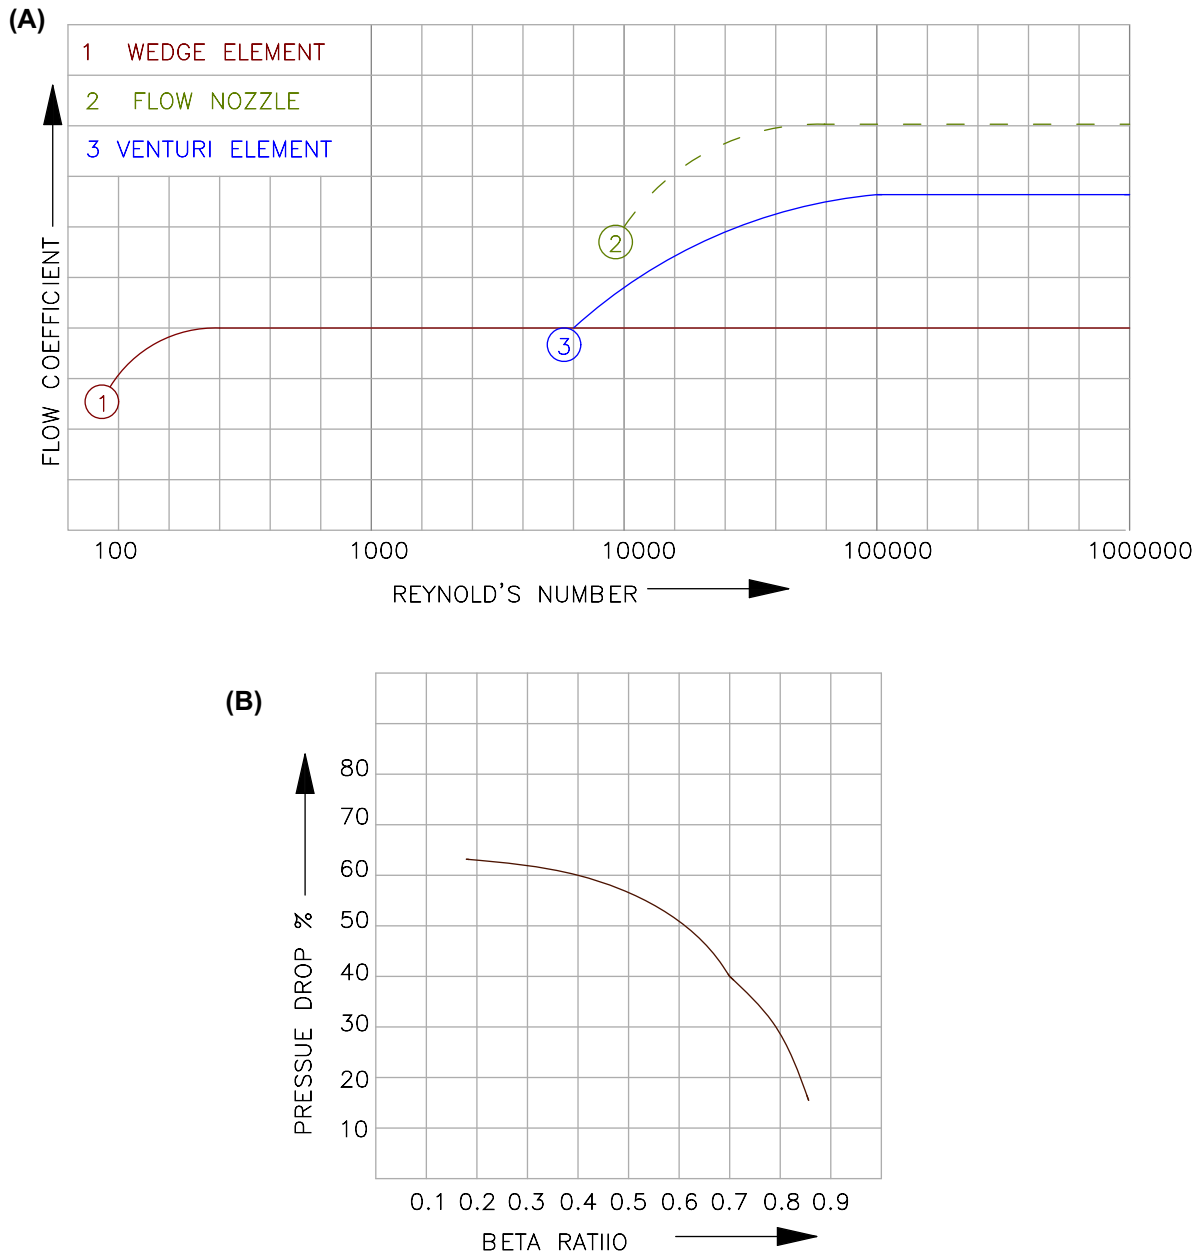 (A)
1 WEDGE ELEMENT
2 FLOW NOZZLE
3 VENTURI ELEMENT
FLOW COEFFICIENT
2
3
1
100 1000 10000 100000 1000000
REYNOLD'S NUMBER
(B)
80
70
60
50
40
30
20
10
PRESSUE DROP %
0.1 0.2 0.3 0.4 0.5 0.6 0.7 0.8 0.9
BETA RATIIO